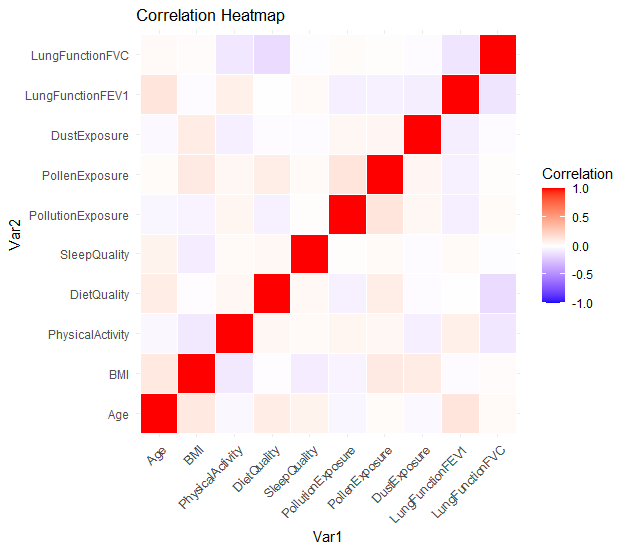 Correlation Heatmap
LungFunctionFVC
LungFunctionFEV1
DustExposure
PollenExposure
PollutionExposure
SleepQuality
DietQuality
PhysicalActivity
BMI
Age
Var2
Age
BMI
PhysicalActivity
DietQuality
SleepQuality
PollutionExposure
PollenExposure
DustExposure
LungFunctionFEV1
LungFunctionFVC
Var1
Correlation
1.0
0.5
0.0
-0.5
-1.0